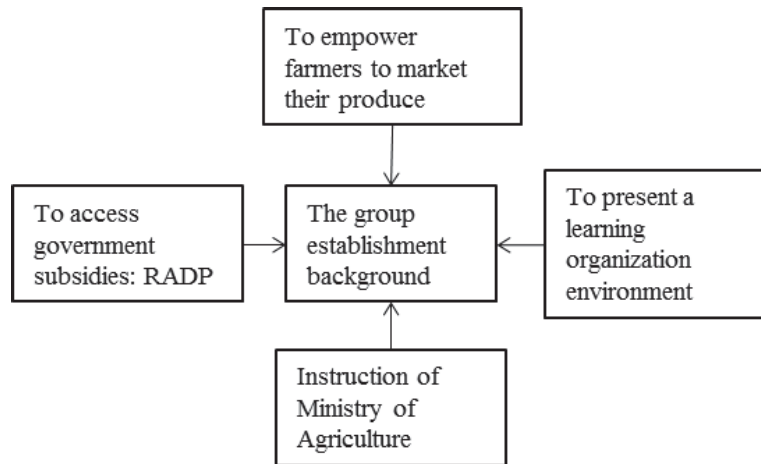 To empower
farmers to market
their produce
To access
government
subsidies: RADP
The group
establishment
background
To present a
learning
organization
environment
Instruction of
Ministry of
Agriculture